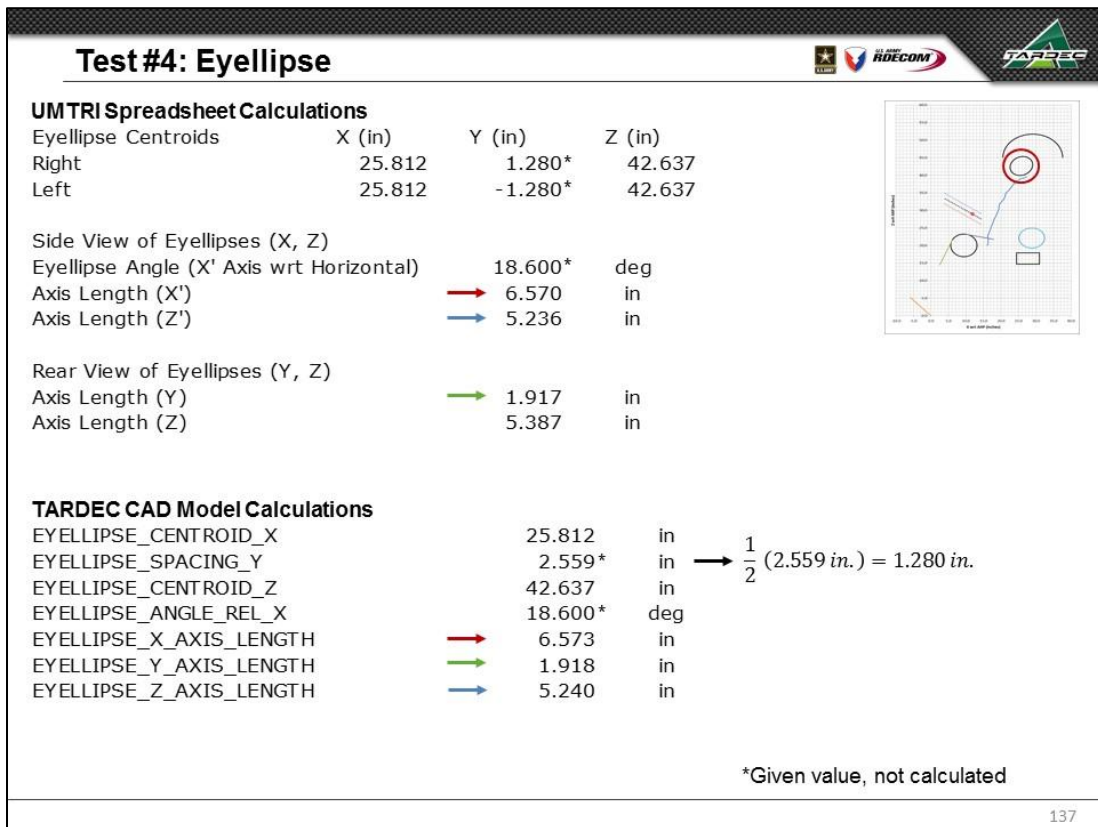 Test #4: Eyellipse
U.S. ARMY
RDECOM
TARDEC
UMTRI Spreadsheet Calculations
Eyellipse Centroids X (in) Y (in) Z (in)
Right 25.812 1.280* 42.637
Left 25.812 -1.280* 42.637
Side View of Eyellipses (X, Z)
Eyellipse Angle (X' Axis wrt Horizontal) 18.600* deg
Axis Length (X') 6.570 in
Axis Length (Z') 5.236 in
Rear View of Eyellipses (Y, Z)
Axis Length (Y) 1.917 in
Axis Length (Z) 5.387 in
TARDEC CAD Model Calculations
EYELLIPSE_CENTROID_X 25.812 in
EYELLIPSE_SPACING_Y 2.559* in 1/2 (2.559 in.) = 1.280 in.
EYELLIPSE_CENTROID_Z 42.637 in
EYELLIPSE_ANGLE_REL_X 18.600* deg
EYELLIPSE_X_AXIS_LENGTH 6.573 in
EYELLIPSE_Y_AXIS_LENGTH 1.918 in
EYELLIPSE_Z_AXIS_LENGTH 5.240 in
*Given value, not calculated
137